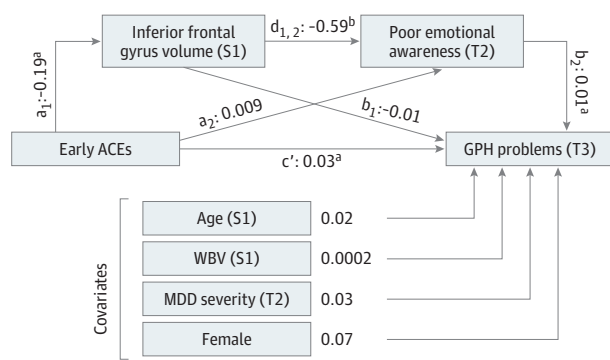 Inferior frontal
gyrus volume (S1)
d1, 2: -0.59b
Poor emotional
awareness (T2)
a1:-0.19a
a2: 0.009
b1:-0.01
b2: 0.01a
Early ACEs
c': 0.03a
GPH problems (T3)
Covariates
Age (S1) 0.02
WBV (S1) 0.0002
MDD severity (T2) 0.03
Female 0.07